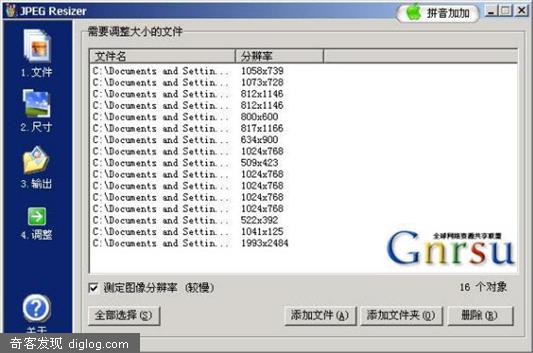 JPEG Resizer
拼音加加
需要调整大小的文件
文件名 分辨率
C:\Documents and Settin... 1058x739
C:\Documents and Settin... 1073x728
C:\Documents and Settin... 812x1146
C:\Documents and Settin... 812x1146
C:\Documents and Settin... 800x600
C:\Documents and Settin... 817x1166
C:\Documents and Settin... 634x900
C:\Documents and Settin... 1024x768
C:\Documents and Settin... 509x423
C:\Documents and Settin... 1024x768
C:\Documents and Settin... 1024x768
C:\Documents and Settin... 1024x768
C:\Documents and Settin... 1024x768
C:\Documents and Settin... 522x392
C:\Documents and Settin... 1041x125
C:\Documents and Settin... 1993x2484
1.文件
2.尺寸
3.输出
4.调整
关于
全球网络资源共享联盟
Gnrsu
测定图像分辨率 (较慢)
16 个对象
全部选择(S)
添加文件(A)
添加文件夹(O)
删除(R)
奇客发现 diglog.com